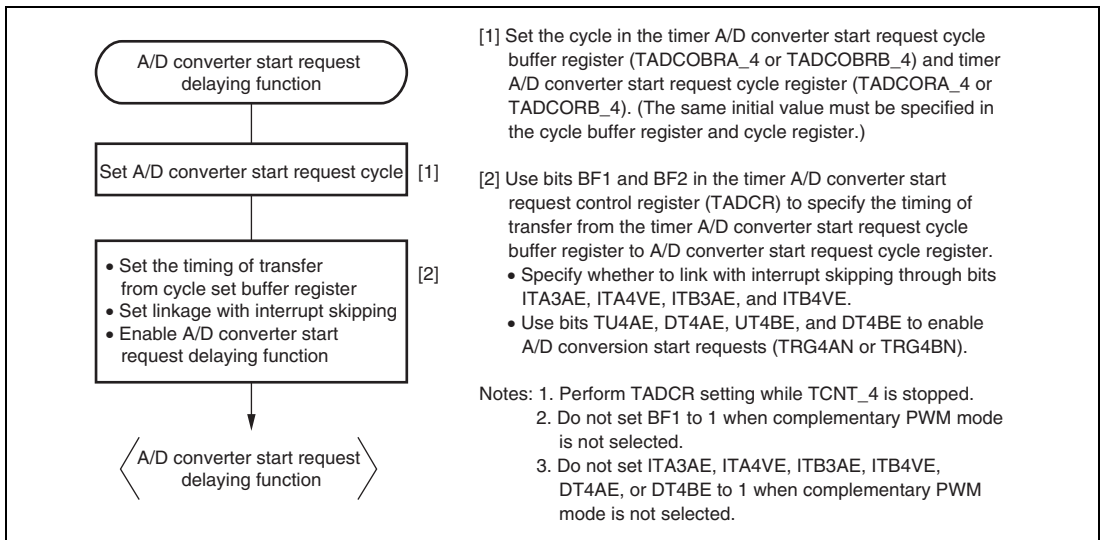 A/D converter start request
delaying function
Set A/D converter start request cycle [1]
• Set the timing of transfer
from cycle set buffer register
• Set linkage with interrupt skipping
• Enable A/D converter start
request delaying function
[2]
A/D converter start request
delaying function
[1] Set the cycle in the timer A/D converter start request cycle
buffer register (TADCOBRA_4 or TADCOBRB_4) and timer
A/D converter start request cycle register (TADCORA_4 or
TADCORB_4). (The same initial value must be specified in
the cycle buffer register and cycle register.)
[2] Use bits BF1 and BF2 in the timer A/D converter start
request control register (TADCR) to specify the timing of
transfer from the timer A/D converter start request cycle
buffer register to A/D converter start request cycle register.
• Specify whether to link with interrupt skipping through bits
ITA3AE, ITA4VE, ITB3AE, and ITB4VE.
• Use bits TU4AE, DT4AE, UT4BE, and DT4BE to enable
A/D conversion start requests (TRG4AN or TRG4BN).
Notes: 1. Perform TADCR setting while TCNT_4 is stopped.
2. Do not set BF1 to 1 when complementary PWM mode
is not selected.
3. Do not set ITA3AE, ITA4VE, ITB3AE, ITB4VE,
DT4AE, or DT4BE to 1 when complementary PWM
mode is not selected.